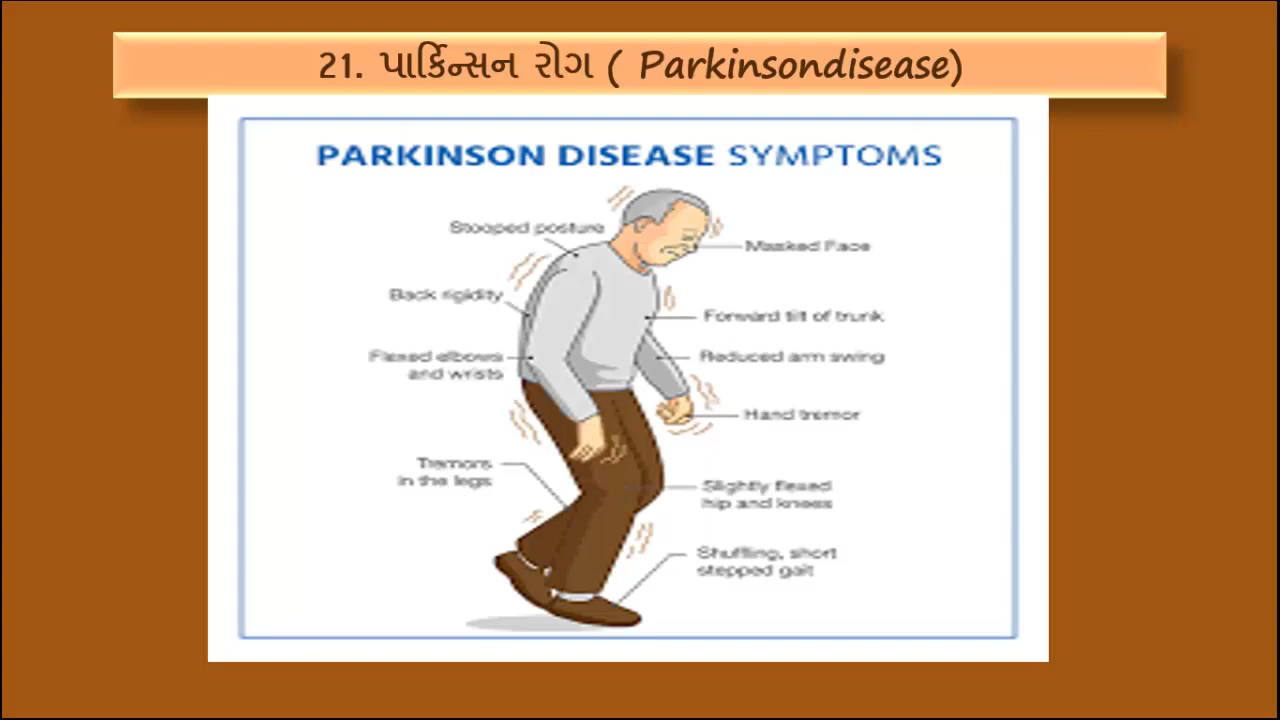 21. પાર્કિન્સન રોગ ( Parkinsondisease)
PARKINSON DISEASE SYMPTOMS
Stooped posture
Masked Face
Back rigidity
Forward tilt of trunk
Flexed elbows
and wrists
Reduced arm swing
Hand tremor
Tremors
in the legs
Slightly flexed
hip and knees
Shuffling, short
stepped gait